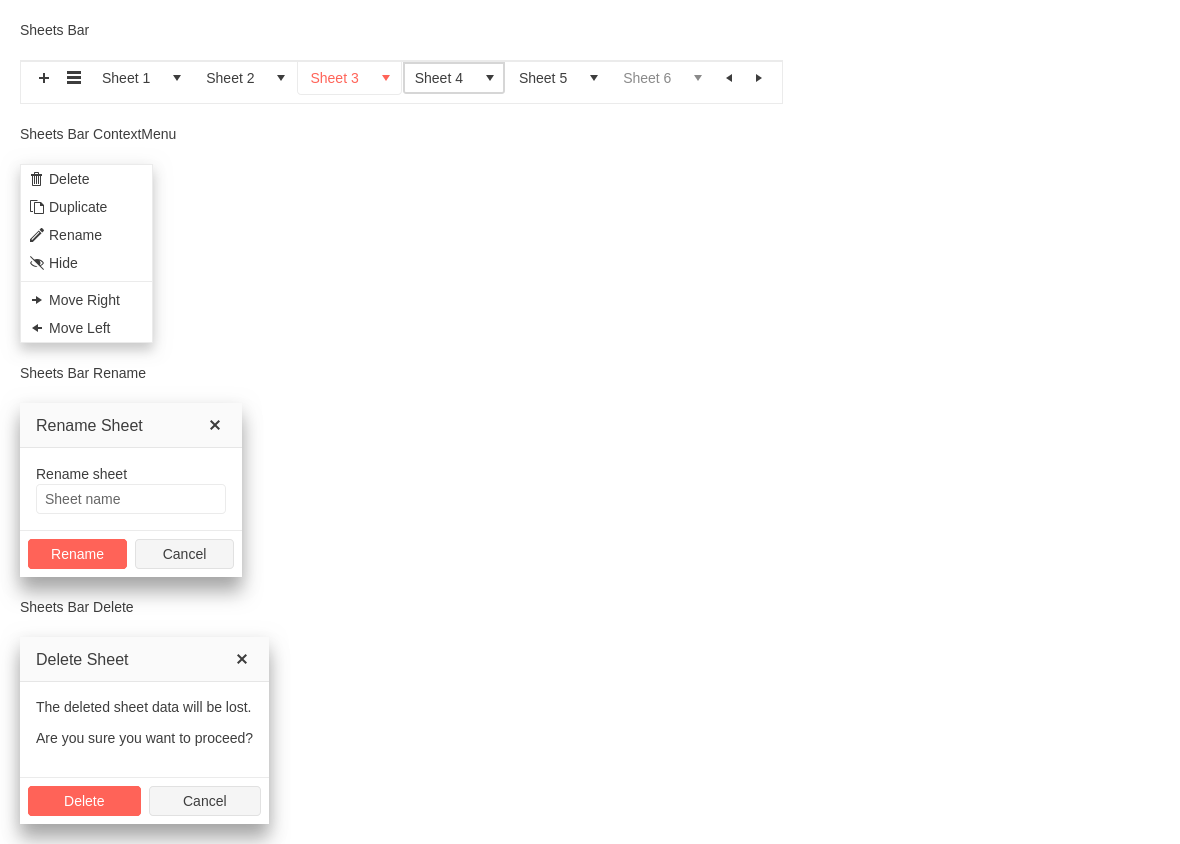 Sheets Bar
Sheet 1 Sheet 2 Sheet 3 Sheet 4 Sheet 5 Sheet 6
Sheets Bar ContextMenu
Delete
Duplicate
Rename
Hide
Move Right
Move Left
Sheets Bar Rename
Rename Sheet
Rename sheet
Sheet name
Rename Cancel
Sheets Bar Delete
Delete Sheet
The deleted sheet data will be lost.
Are you sure you want to proceed?
Delete Cancel